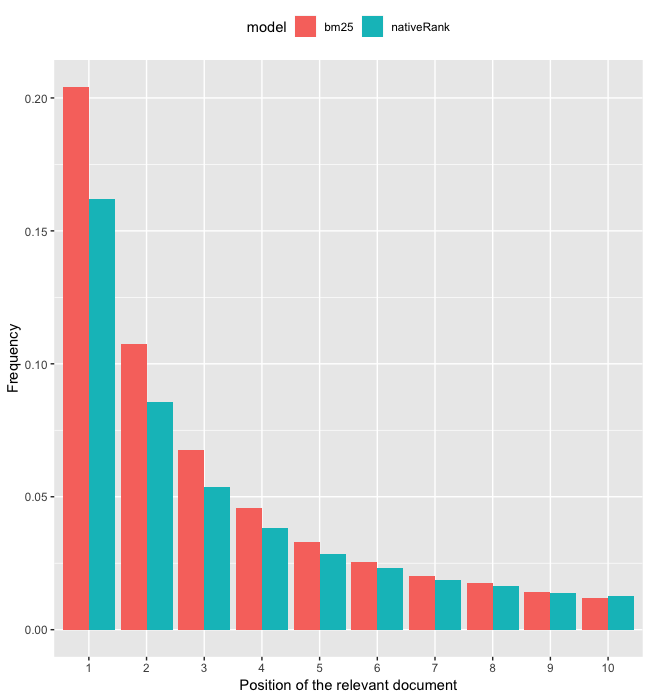 model bm25 nativeRank
Frequency
0.20
0.15
0.10
0.05
0.00
1 2 3 4 5 6 7 8 9 10
Position of the relevant document